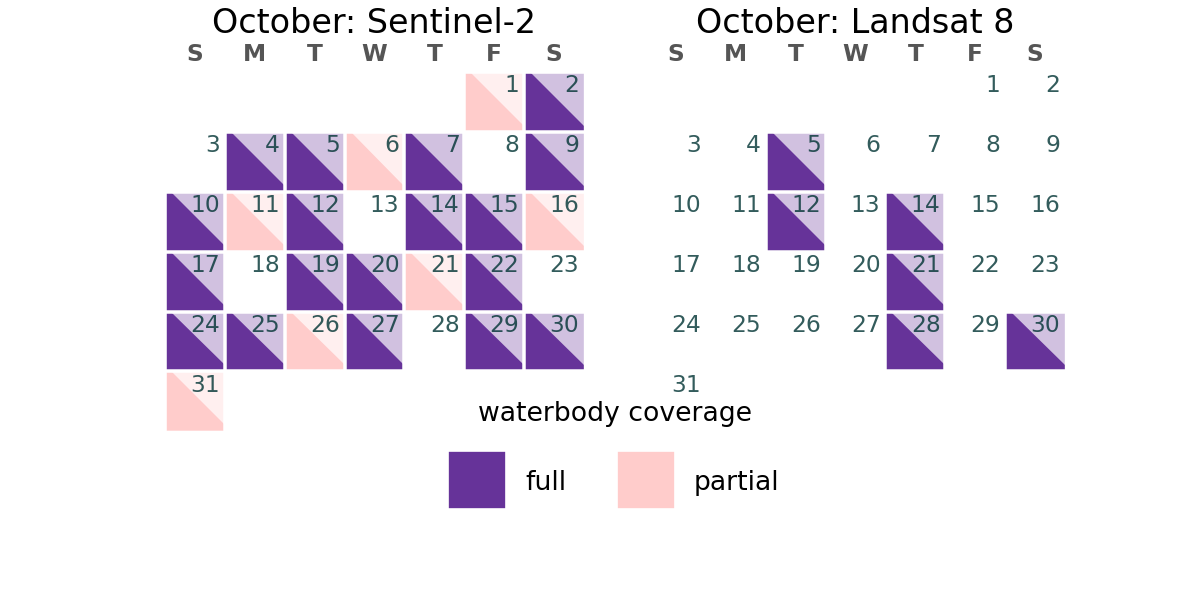 October: Sentinel-2
S M T W T F S
1 2
3 4 5 6 7 8 9
10 11 12 13 14 15 16
17 18 19 20 21 22 23
24 25 26 27 28 29 30
31
October: Landsat 8
S M T W T F S
1 2
3 4 5 6 7 8 9
10 11 12 13 14 15 16
17 18 19 20 21 22 23
24 25 26 27 28 29 30
31
waterbody coverage
full
partial